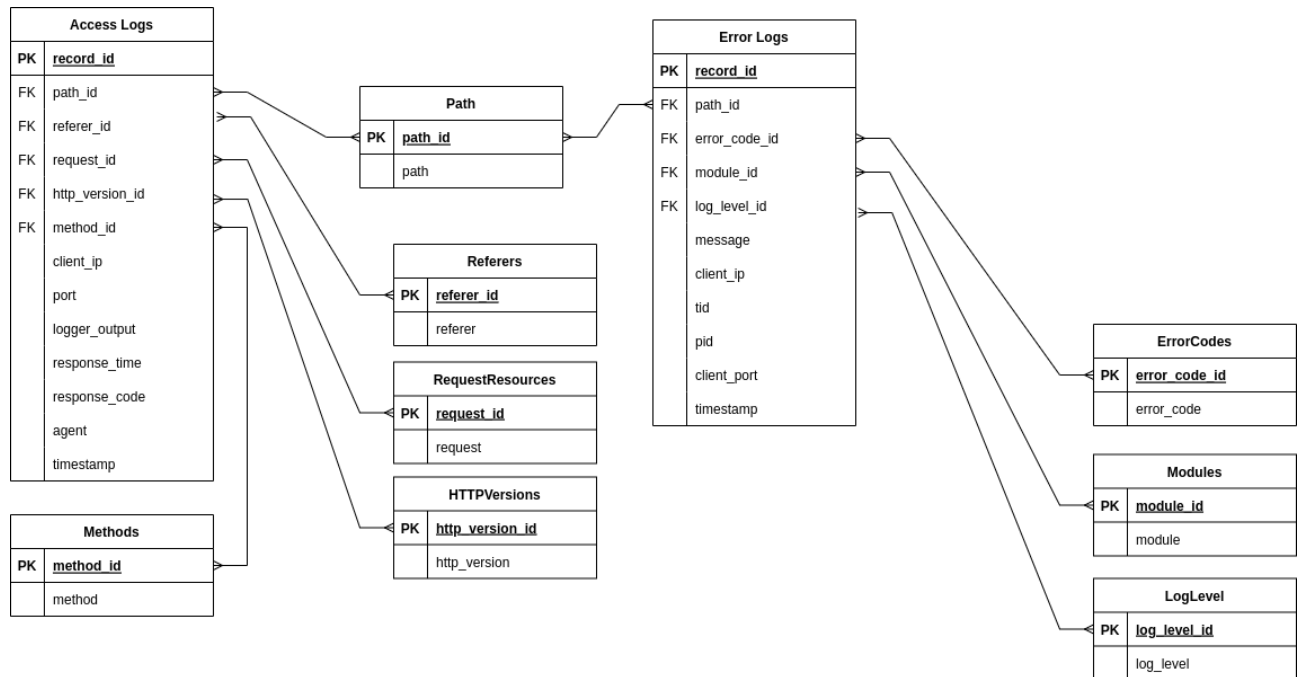 Access Logs
PK record_id
FK path_id
FK referer_id
FK request_id
FK http_version_id
FK method_id
client_ip
port
logger_output
response_time
response_code
agent
timestamp
Methods
PK method_id
method
Path
PK path_id
path
Referers
PK referer_id
referer
RequestResources
PK request_id
request
HTTPVersions
PK http_version_id
http_version
Error Logs
PK record_id
FK path_id
FK error_code_id
FK module_id
FK log_level_id
message
client_ip
tid
pid
client_port
timestamp
ErrorCodes
PK error_code_id
error_code
Modules
PK module_id
module
LogLevel
PK log_level_id
log_level